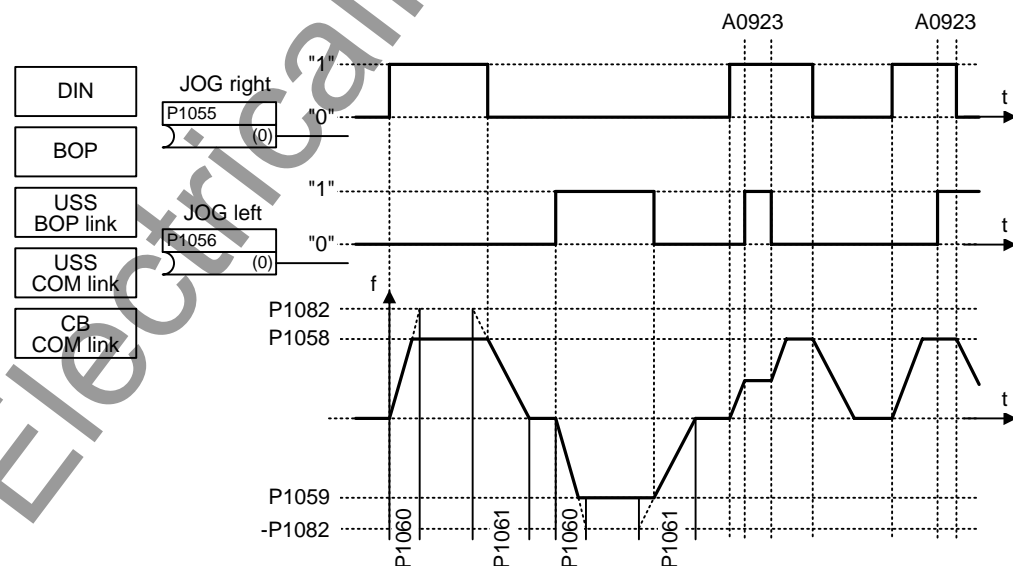 A0923 A0923
DIN
BOP
USS
BOP link
USS
COM link
CB
COM link
JOG right
P1055
(0)
JOG left
P1056
(0)
"1"
"0"
t
"1"
"0"
t
f
P1082
P1058
t
P1059
-P1082
P1060
P1061
P1060
P1061
Electricall